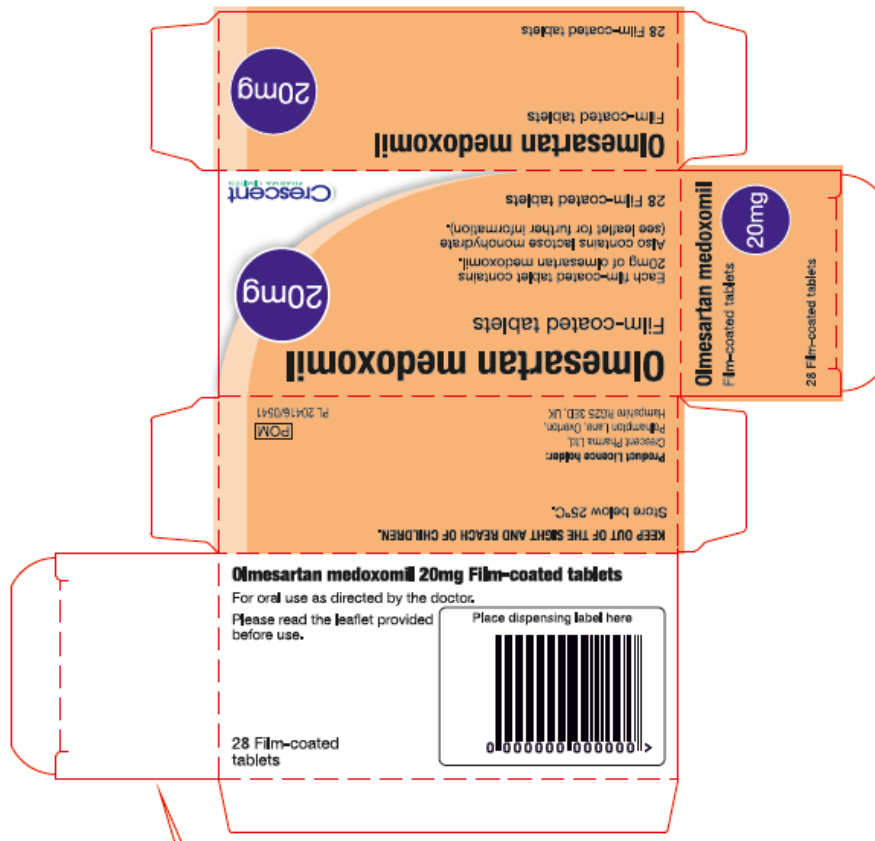 28 Film-coated tablets
20mg
Film-coated tablets
Olmesartan medoxomil
Crescent
PHARMA LIMITED
28 Film-coated tablets
(see leaflet for further information).
Also contains lactose monohydrate
20mg of olmesartan medoxomil.
Each film-coated tablet contains
20mg
Film-coated tablets
Olmesartan medoxomil
Olmesartan medoxomil
Film-coated tablets
20mg
28 Film-coated tablets
PL 20416/0541
POM
Hampshire RG25 3ED, UK
Polhampton Lane, Overton,
Crescent Pharma Ltd,
Product Licence holder:
Store below 25°C.
KEEP OUT OF THE SIGHT AND REACH OF CHILDREN.
Olmesartan medoxomil 20mg Film-coated tablets
For oral use as directed by the doctor.
Please read the leaflet provided
before use.
Place dispensing label here
0 000000 000000 >
28 Film-coated
tablets